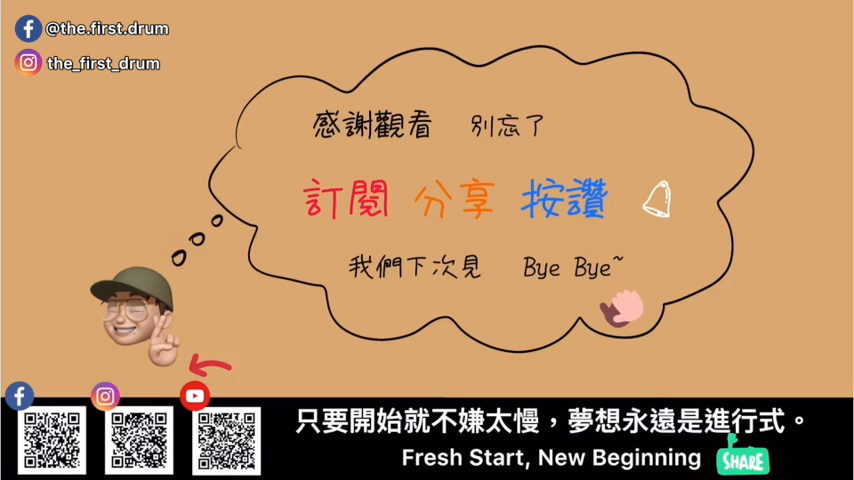 @the.first.drum
the_first_drum
感謝觀看 別忘了
訂閱 分享 按讚
我們下次見 Bye Bye~
只要開始就不嫌太慢，夢想永遠是進行式。
Fresh Start, New Beginning
SHARE